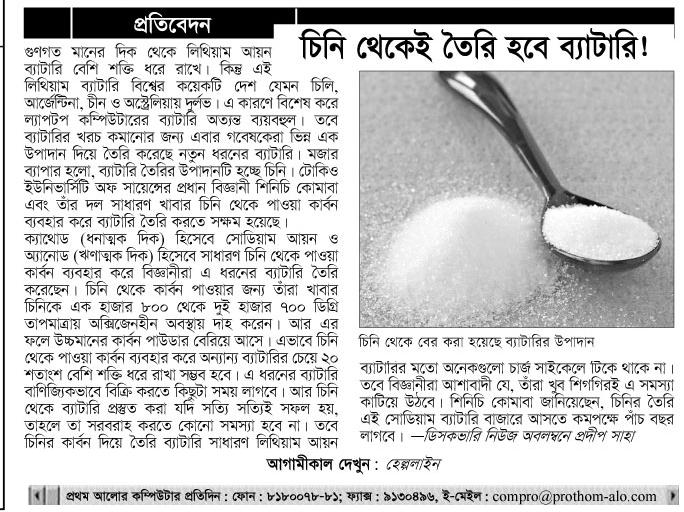 প্রতিবেদন
চিনি থেকেই তৈরি হবে ব্যাটারি!
গুণগত মানের দিক থেকে লিথিয়াম আয়ন
ব্যাটারি বেশি শক্তি ধরে রাখে। কিন্তু এই
লিথিয়াম ব্যাটারি বিশ্বের কয়েকটি দেশ যেমন চিলি,
আর্জেন্টিনা, চীন ও অস্ট্রেলিয়ায় দুর্লভ। এ কারণে বিশেষ করে
ল্যাপটপ কম্পিউটারের ব্যাটারি অত্যন্ত ব্যয়বহুল। তবে
ব্যাটারির খরচ কমানোর জন্য এবার গবেষকেরা ভিন্ন এক
উপাদান দিয়ে তৈরি করেছে নতুন ধরনের ব্যাটারি। মজার
ব্যাপার হলো, ব্যাটারি তৈরির উপাদানটি হচ্ছে চিনি। টোকিও
ইউনিভার্সিটি অফ সায়েন্সের প্রধান বিজ্ঞানী শিনিচি কোমাবা
এবং তাঁর দল সাধারণ খাবার চিনি থেকে পাওয়া কার্বন
ব্যবহার করে ব্যাটারি তৈরি করতে সক্ষম হয়েছে।
ক্যাথোড (ধনাত্মক দিক) হিসেবে সোডিয়াম আয়ন ও
অ্যানোড (ঋণাত্মক দিক) হিসেবে সাধারণ চিনি থেকে পাওয়া
কার্বন ব্যবহার করে বিজ্ঞানীরা এ ধরনের ব্যাটারি তৈরি
করেছেন। চিনি থেকে কার্বন পাওয়ার জন্য তাঁরা খাবার
চিনিকে এক হাজার ৮০০ থেকে দুই হাজার ৭০০ ডিগ্রি
তাপমাত্রায় অক্সিজেনহীন অবস্থায় দাহ করেন। আর এর
ফলে উচ্চমানের কার্বন পাউডার বেরিয়ে আসে। এভাবে চিনি
থেকে পাওয়া কার্বন ব্যবহার করে অন্যান্য ব্যাটারির চেয়ে ২০
শতাংশ বেশি শক্তি ধরে রাখা সম্ভব হবে। এ ধরনের ব্যাটারি
বাণিজ্যিকভাবে বিক্রি করতে কিছুটা সময় লাগবে। আর চিনি
থেকে ব্যাটারি প্রস্তুত করা যদি সত্যি সত্যিই সফল হয়,
তাহলে তা সরবরাহ করতে কোনো সমস্যা হবে না। তবে
চিনির কার্বন দিয়ে তৈরি ব্যাটারি সাধারণ লিথিয়াম আয়ন
চিনি থেকে বের করা হয়েছে ব্যাটারির উপাদান
ব্যাটারির মতো অনেকগুলো চার্জ সাইকেলে টিকে থাকে না।
তবে বিজ্ঞানীরা আশাবাদী যে, তাঁরা খুব শিগগিরই এ সমস্যা
কাটিয়ে উঠবে। শিনিচি কোমাবা জানিয়েছেন, চিনির তৈরি
এই সোডিয়াম ব্যাটারি বাজারে আসতে কমপক্ষে পাঁচ বছর
লাগবে। —ডিসকভারি নিউজ অবলম্বনে প্রদীপ সাহা
আগামীকাল দেখুন : হেল্পলাইন
প্রথম আলোর কম্পিউটার প্রতিদিন : ফোন : ৮১৮০০৭৮-৮১; ফ্যাক্স : ৯১৩০৪৯৬, ই-মেইল : compro@prothom-alo.com